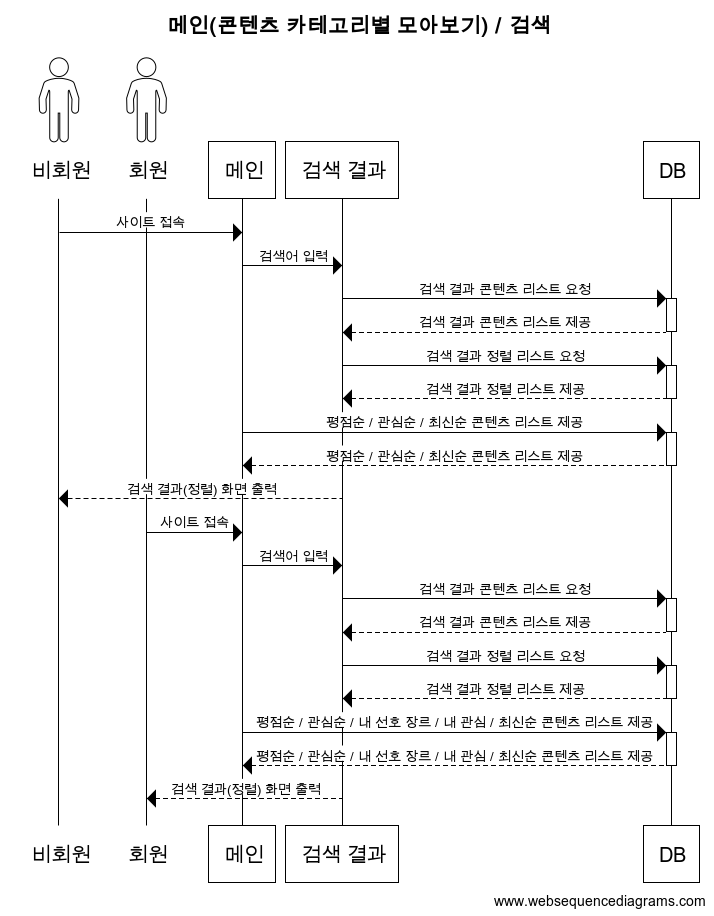 메인(콘텐츠 카테고리별 모아보기) / 검색
비회원 회원 메인 검색 결과 DB
사이트 접속
검색어 입력
검색 결과 콘텐츠 리스트 요청
검색 결과 콘텐츠 리스트 제공
검색 결과 정렬 리스트 요청
검색 결과 정렬 리스트 제공
평점순 / 관심순 / 최신순 콘텐츠 리스트 제공
평점순 / 관심순 / 최신순 콘텐츠 리스트 제공
검색 결과(정렬) 화면 출력
사이트 접속
검색어 입력
검색 결과 콘텐츠 리스트 요청
검색 결과 콘텐츠 리스트 제공
검색 결과 정렬 리스트 요청
검색 결과 정렬 리스트 제공
평점순 / 관심순 / 내 선호 장르 / 내 관심 / 최신순 콘텐츠 리스트 제공
평점순 / 관심순 / 내 선호 장르 / 내 관심 / 최신순 콘텐츠 리스트 제공
검색 결과(정렬) 화면 출력
비회원 회원 메인 검색 결과 DB
www.websequencediagrams.com